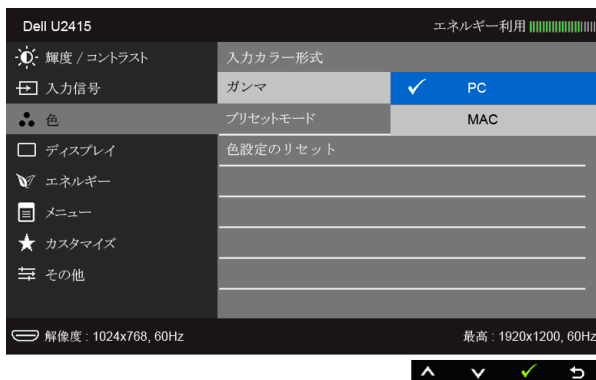 Dell U2415 エネルギー利用
輝度 / コントラスト 入力カラー形式
入力信号 ガンマ PC
色 プリセットモード MAC
ディスプレイ 色設定のリセット
エネルギー
メニュー
カスタマイズ
その他
解像度 : 1024x768, 60Hz 最高 : 1920x1200, 60Hz